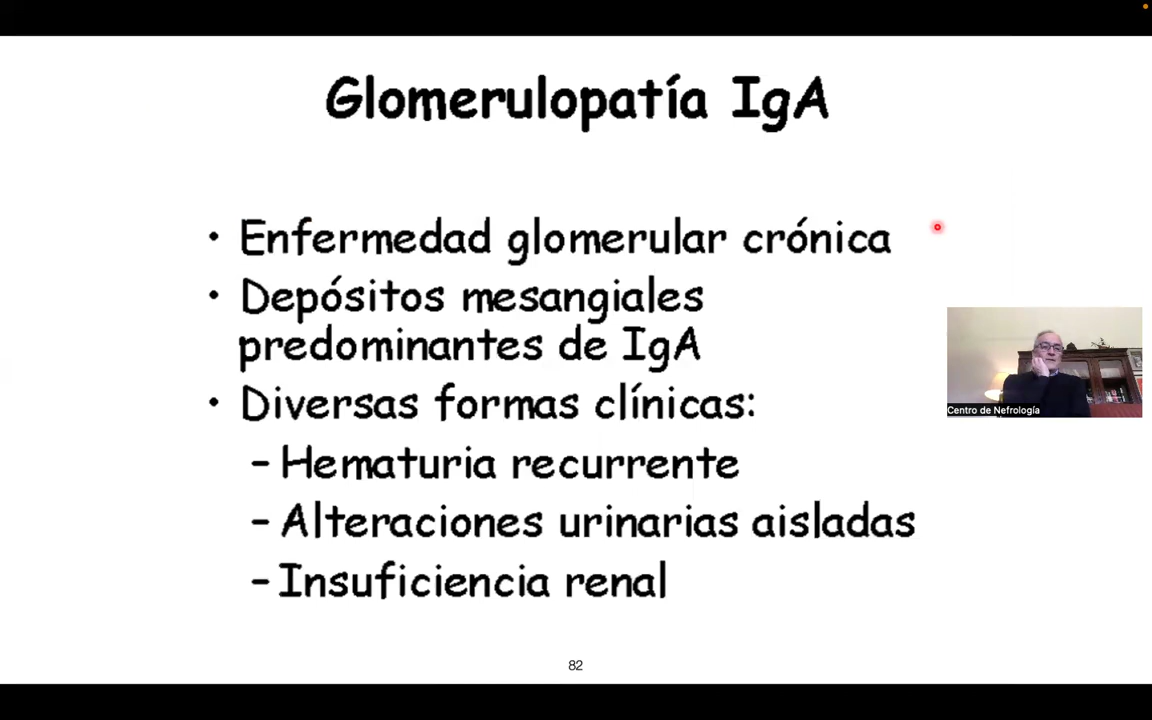 Glomerulopatía IgA
• Enfermedad glomerular crónica
• Depósitos mesangiales
predominantes de IgA
• Diversas formas clínicas:
– Hematuria recurrente
– Alteraciones urinarias aisladas
– Insuficiencia renal
Centro de Nefrología
82